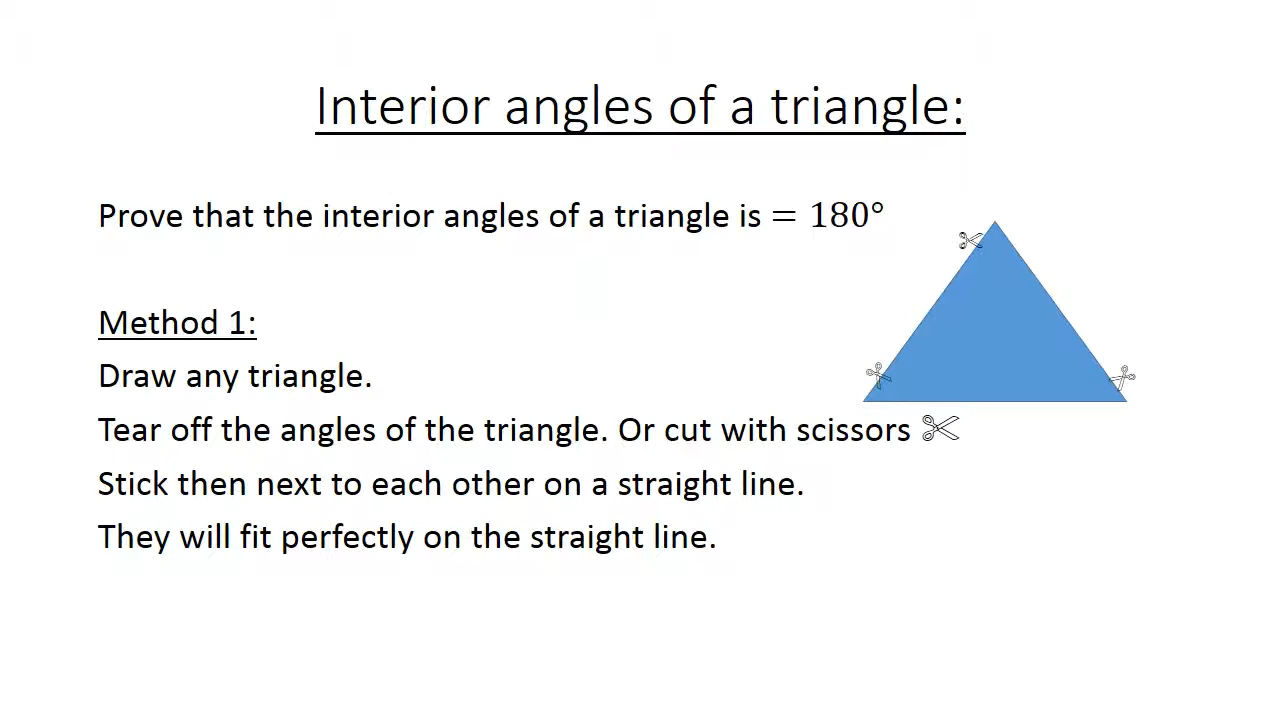 Interior angles of a triangle:
Prove that the interior angles of a triangle is = 180°
Method 1:
Draw any triangle.
Tear off the angles of the triangle. Or cut with scissors ✂
Stick then next to each other on a straight line.
They will fit perfectly on the straight line.